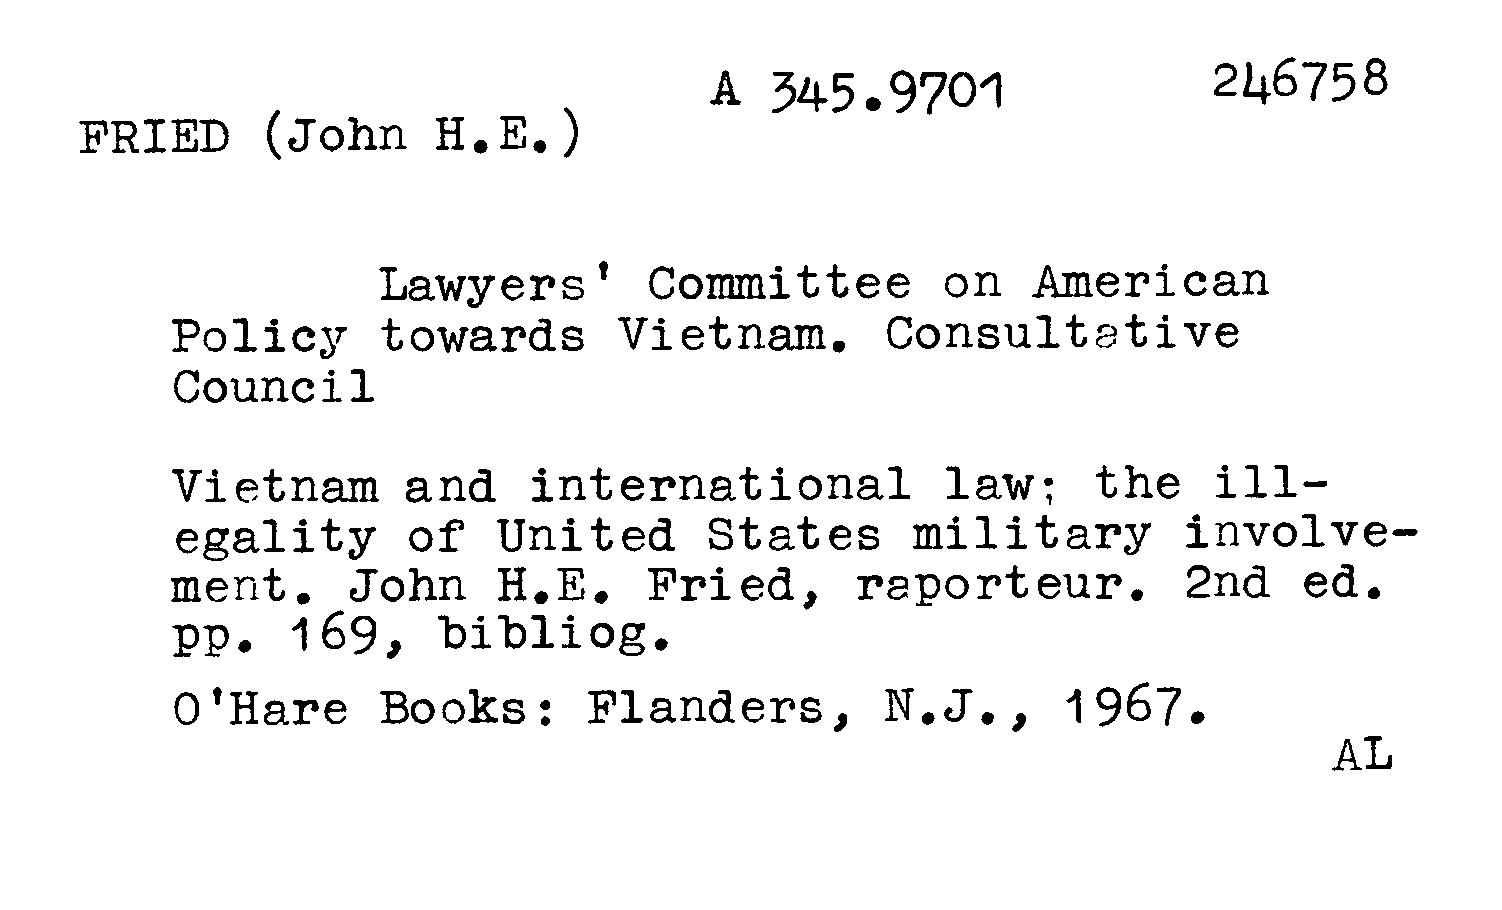 A 345.9701 246758
FRIED (John H.E.)
Lawyers' Committee on American
Policy towards Vietnam. Consultative
Council
Vietnam and international law; the ill-
egality of United States military involve-
ment. John H.E. Fried, raporteur. 2nd ed.
pp. 169, bibliog.
O'Hare Books: Flanders, N.J., 1967.
AL